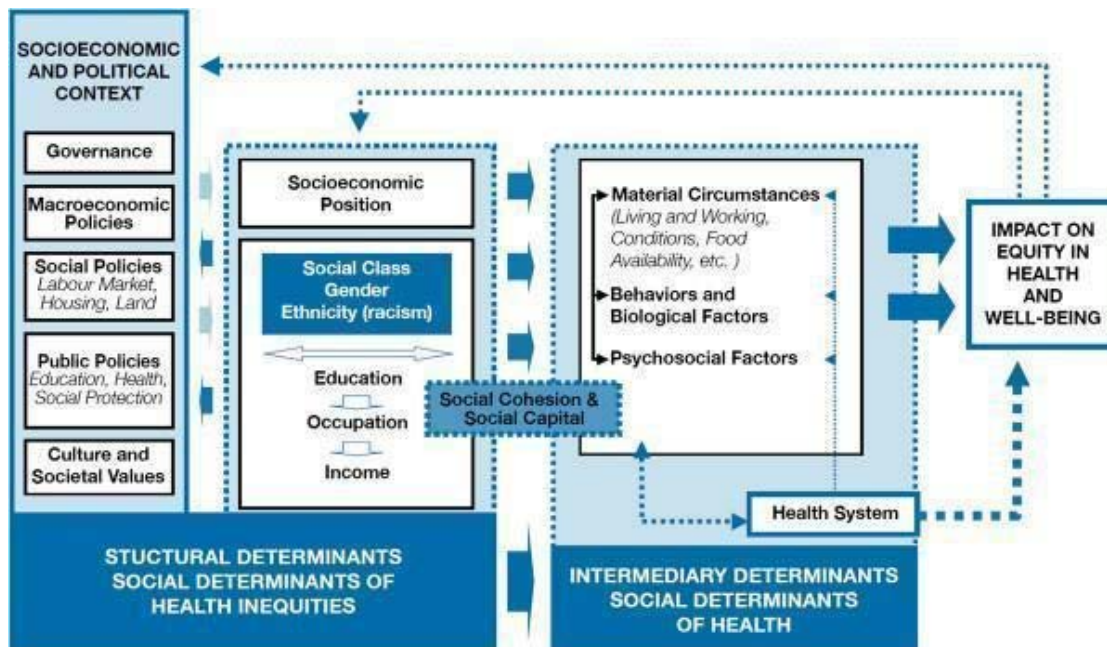 SOCIOECONOMIC
AND POLITICAL
CONTEXT
Governance
Macroeconomic
Policies
Social Policies
Labour Market,
Housing, Land
Public Policies
Education, Health,
Social Protection
Culture and
Societal Values
Socioeconomic
Position
Social Class
Gender
Ethnicity (racism)
Education
Occupation
Income
Social Cohesion &
Social Capital
Material Circumstances
(Living and Working,
Conditions, Food
Availability, etc. )
Behaviors and
Biological Factors
Psychosocial Factors
Health System
IMPACT ON
EQUITY IN
HEALTH
AND
WELL-BEING
STUCTURAL DETERMINANTS
SOCIAL DETERMINANTS OF
HEALTH INEQUITIES
INTERMEDIARY DETERMINANTS
SOCIAL DETERMINANTS
OF HEALTH